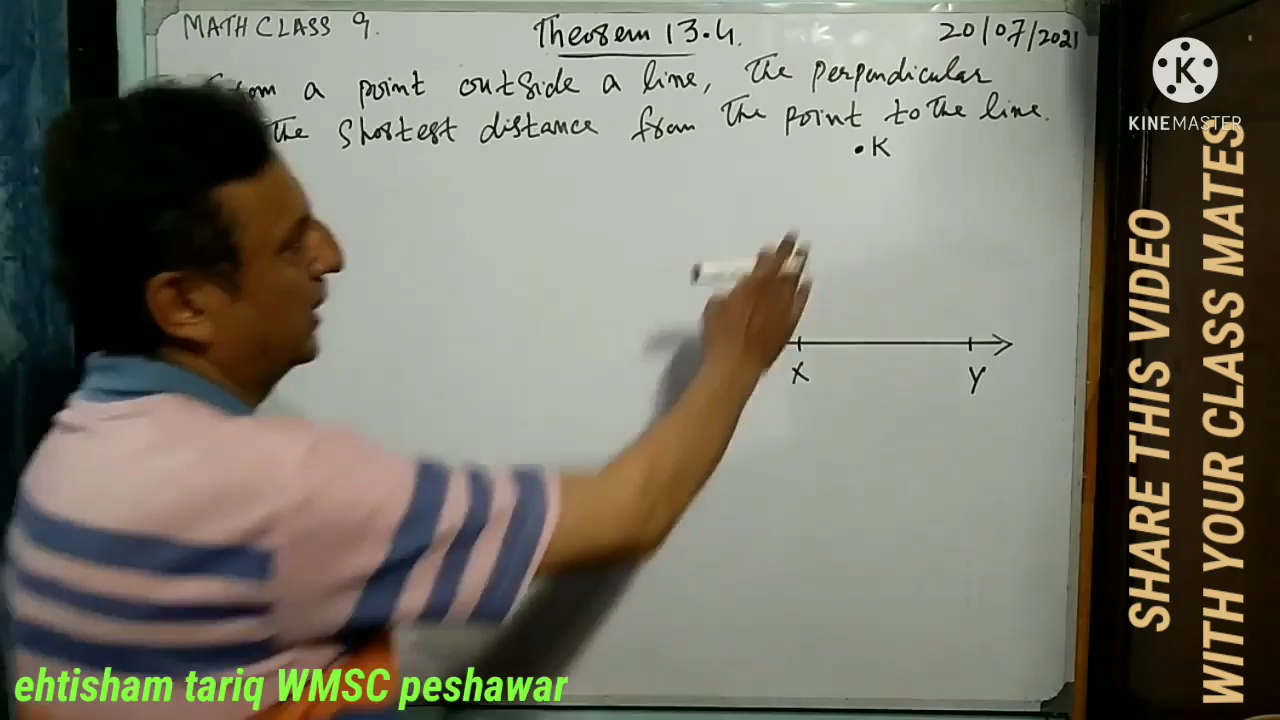 MATH CLASS 9.
Theorem 13.4.
20/07/2021
a point outside a line, The perpendicular
the shortest distance from The point to the line.
K
X
Y
K
KINEMASTER
SHARE THIS VIDEO
WITH YOUR CLASS MATES
ehtisham tariq WMSC peshawar